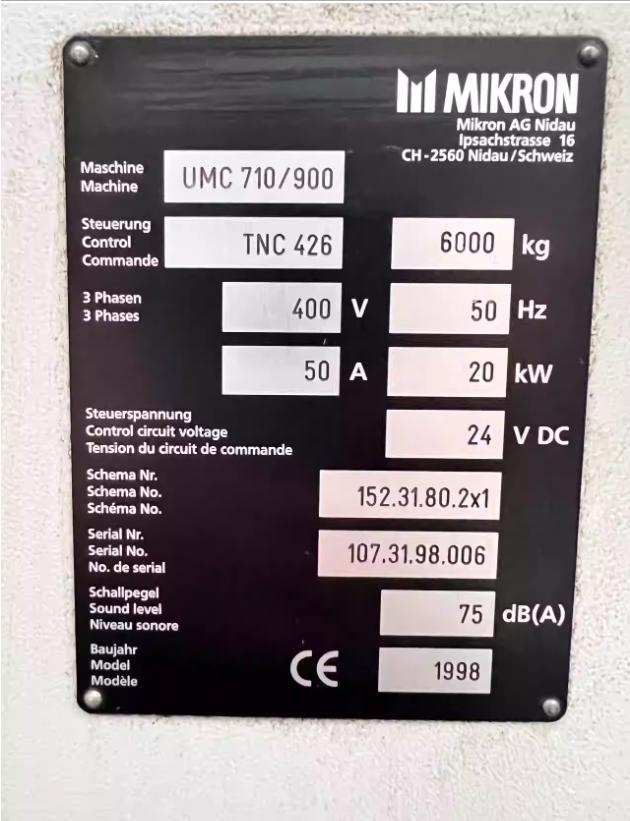 MIKRON
Mikron AG Nidau
Ipsachstrasse 16
CH-2560 Nidau/Schweiz
Maschine
Machine
UMC 710/900
Steuerung
Control
Commande
TNC 426
6000 kg
3 Phasen
3 Phases
400 V
50 Hz
50 A
20 kW
Steuerspannung
Control circuit voltage
Tension du circuit de commande
24 V DC
Schema Nr.
Schema No.
Schéma No.
152.31.80.2x1
Serial Nr.
Serial No.
No. de serial
107.31.98.006
Schallpegel
Sound level
Niveau sonore
75 dB(A)
Baujahr
Model
Modèle
CE
1998